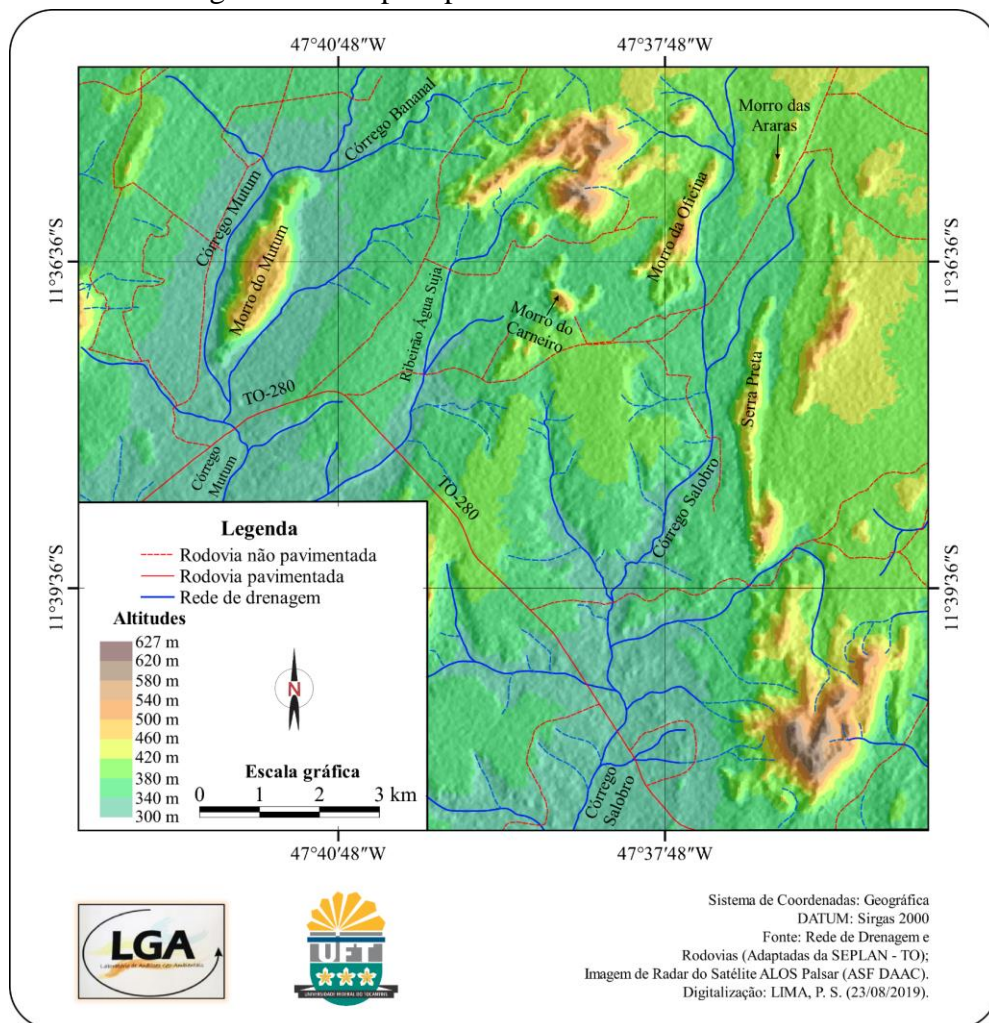 47°40′48″W
47°37′48″W
Morro das
Araras
Córrego Bananal
Córrego Mutum
Morro da Oficina
11°36′36″S
11°36′36″S
Morro do Mutum
Ribeirão Água Suja
Morro do
Carneiro
Serra Preta
TO-280
Córrego
Mutum
TO-280
Córrego Salobro
11°39′36″S
11°39′36″S
Legenda
Rodovia não pavimentada
Rodovia pavimentada
Rede de drenagem
Altitudes
627 m
620 m
580 m
540 m
500 m
460 m
420 m
380 m
340 m
300 m
N
Escala gráfica
0 1 2 3 km
Córrego
Salobro
47°40′48″W
47°37′48″W
LGA
UFT
UNIVERSIDADE FEDERAL DO TOCANTINS
Sistema de Coordenadas: Geográfica
DATUM: Sirgas 2000
Fonte: Rede de Drenagem e
Rodovias (Adaptadas da SEPLAN - TO);
Imagem de Radar do Satélite ALOS Palsar (ASF DAAC).
Digitalização: LIMA, P. S. (23/08/2019).